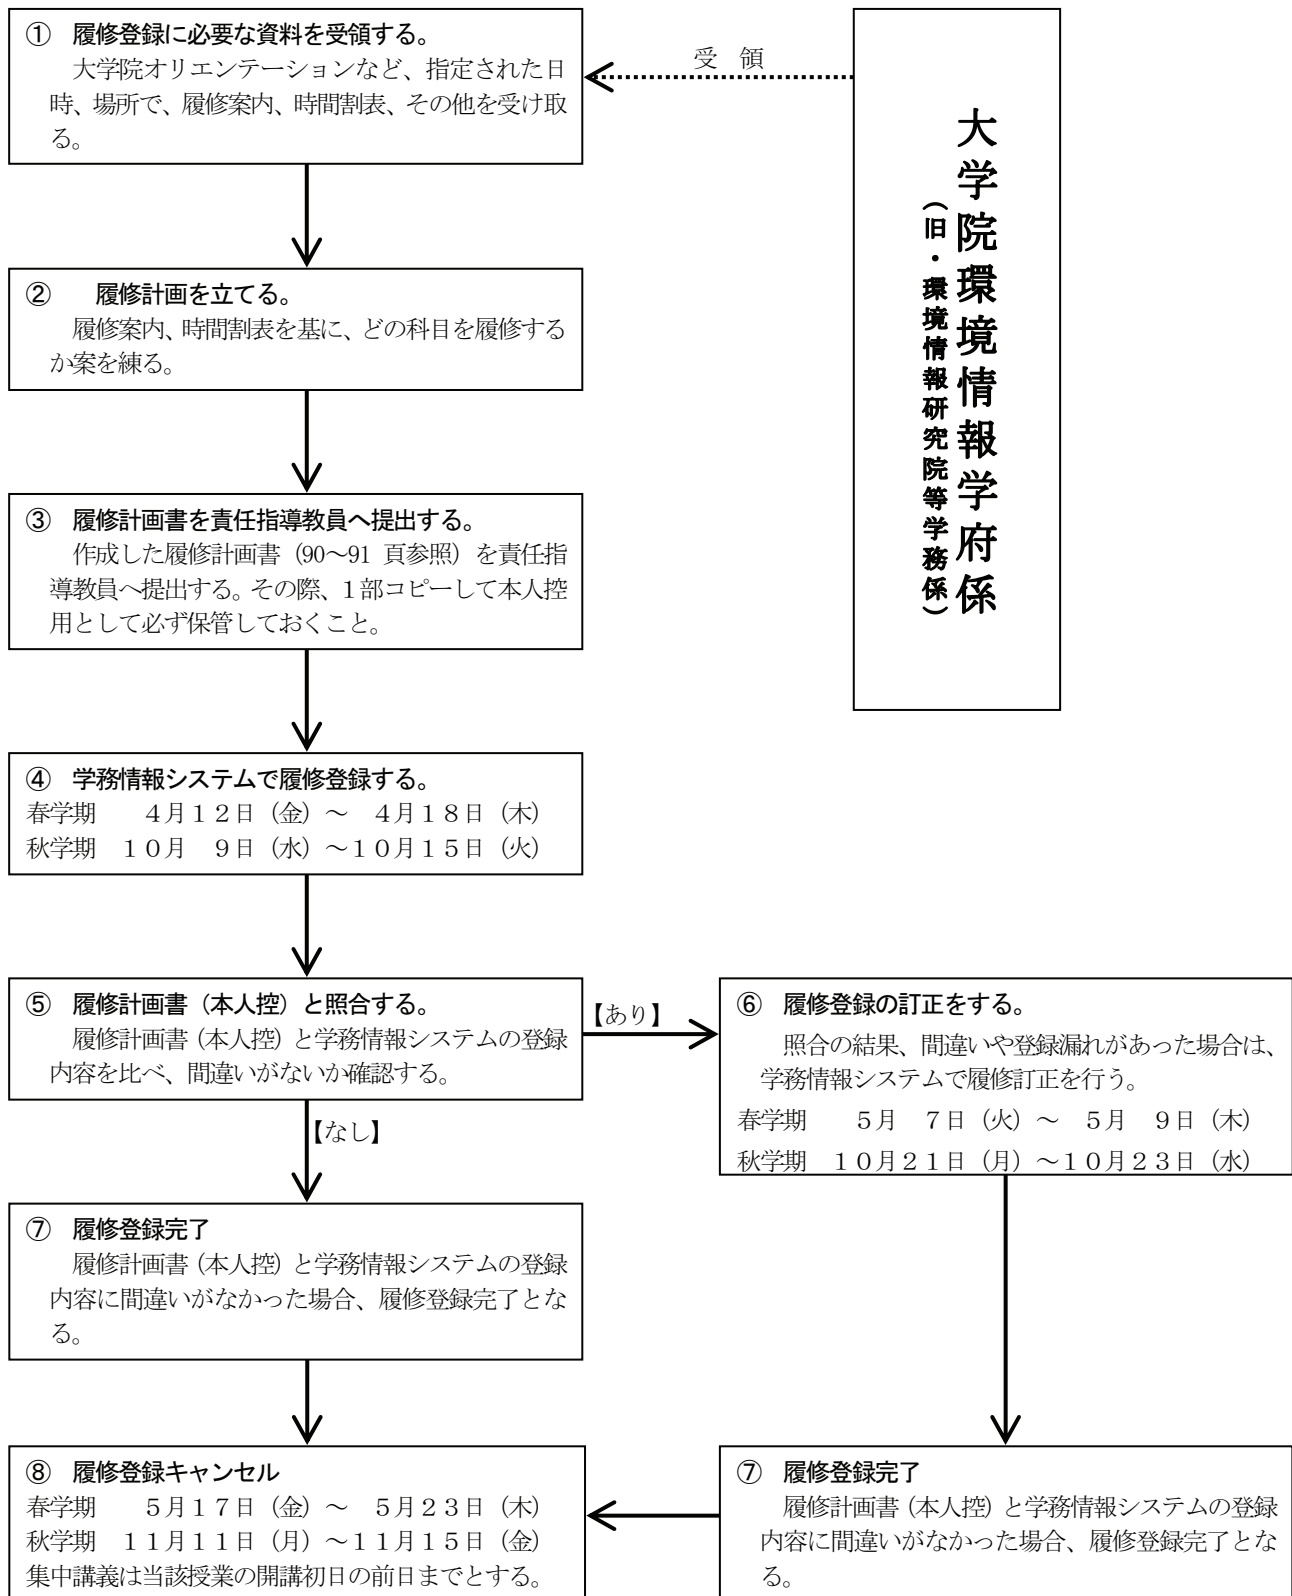 ① 履修登録に必要な資料を受領する。
大学院オリエンテーションなど、指定された日
時、場所で、履修案内、時間割表、その他を受け取
る。
受 領
大学院環境情報学府係
（旧・環境情報研究院等学務係）
② 履修計画を立てる。
履修案内、時間割表を基に、どの科目を履修する
か案を練る。
③ 履修計画書を責任指導教員へ提出する。
作成した履修計画書（90～91 頁参照）を責任指
導教員へ提出する。その際、１部コピーして本人控
用として必ず保管しておくこと。
④ 学務情報システムで履修登録する。
春学期 ４月１２日（金）～ ４月１８日（木）
秋学期 １０月 ９日（水）～１０月１５日（火）
⑤ 履修計画書（本人控）と照合する。
履修計画書（本人控）と学務情報システムの登録
内容を比べ、間違いがないか確認する。
【あり】
⑥ 履修登録の訂正をする。
照合の結果、間違いや登録漏れがあった場合は、
学務情報システムで履修訂正を行う。
春学期 ５月 ７日（火）～ ５月 ９日（木）
秋学期 １０月２１日（月）～１０月２３日（水）
【なし】
⑦ 履修登録完了
履修計画書（本人控）と学務情報システムの登録
内容に間違いがなかった場合、履修登録完了とな
る。
⑧ 履修登録キャンセル
春学期 ５月１７日（金）～ ５月２３日（木）
秋学期 １１月１１日（月）～１１月１５日（金）
集中講義は当該授業の開講初日の前日までとする。
⑦ 履修登録完了
履修計画書（本人控）と学務情報システムの登録
内容に間違いがなかった場合、履修登録完了とな
る。